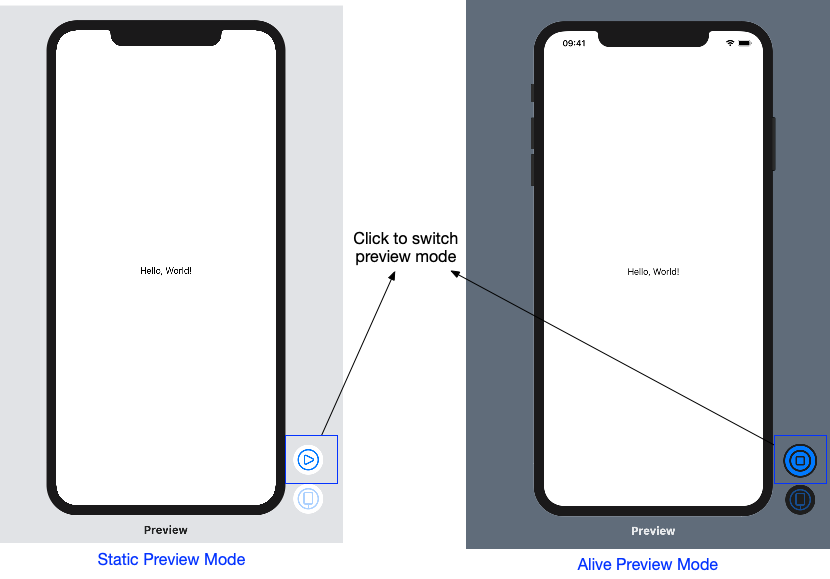 09:41
Click to switch
preview mode
Hello, World!
Hello, World!
Preview
Preview
Static Preview Mode
Alive Preview Mode